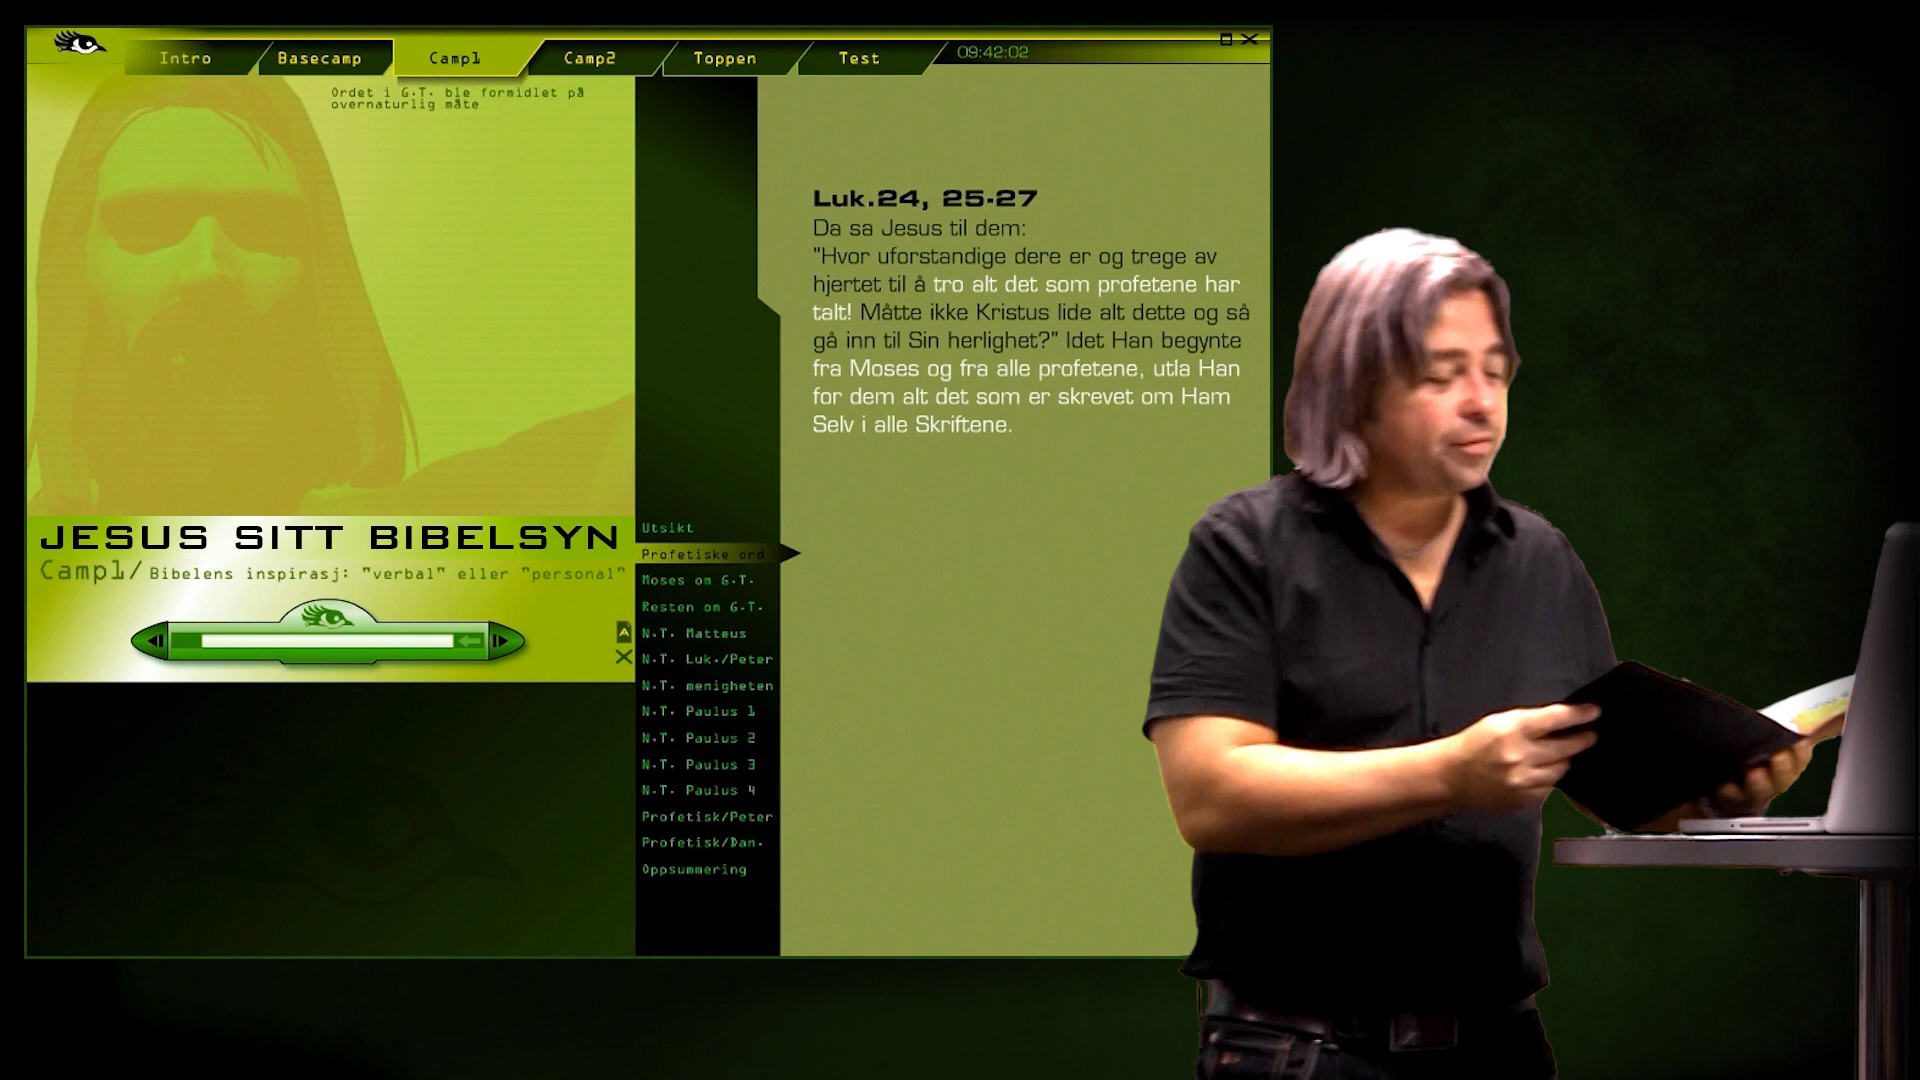 Intro
Basecamp
Camp1
Camp2
Toppen
Test
09:42:02
Ordet i G.T. ble formidlet på
overnaturlig måte
Luk.24, 25-27
Da sa Jesus til dem:
"Hvor uforstandige dere er og trege av
hjertet til å tro alt det som profetene har
talt! Måtte ikke Kristus lide alt dette og så
gå inn til Sin herlighet?" Idet Han begynte
fra Moses og fra alle profetene, utla Han
for dem alt det som er skrevet om Ham
Selv i alle Skriftene.
JESUS SITT BIBELSYN
Camp1/Bibelens inspirasj: "verbal" eller "personal"
A
Utsikt
Profetiske ord
Moses om G.T.
Resten om G.T.
N.T. Matteus
N.T. Luk./Peter
N.T. menigheten
N.T. Paulus 1
N.T. Paulus 2
N.T. Paulus 3
N.T. Paulus 4
Profetisk/Peter
Profetisk/Dan.
Oppsummering